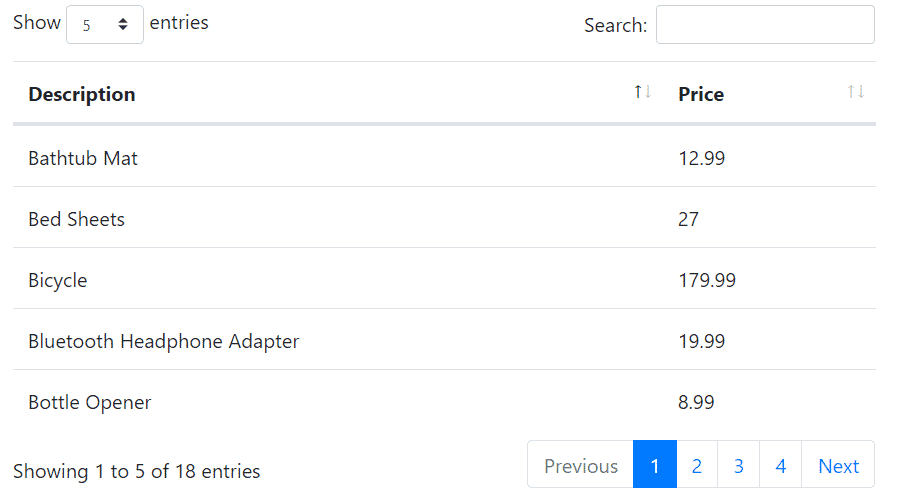 Show 5 entries Search:
Description Price
Bathtub Mat 12.99
Bed Sheets 27
Bicycle 179.99
Bluetooth Headphone Adapter 19.99
Bottle Opener 8.99
Showing 1 to 5 of 18 entries Previous 1 2 3 4 Next